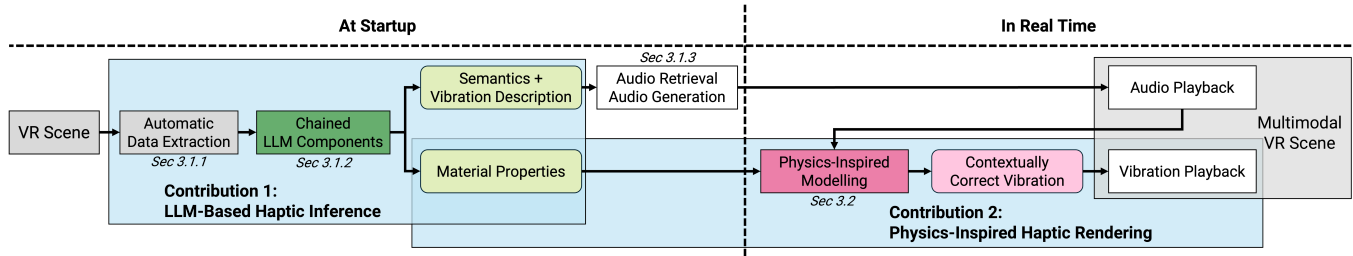 At Startup
In Real Time
VR Scene
Automatic
Data Extraction
Sec 3.1.1
Chained
LLM Components
Sec 3.1.2
Semantics +
Vibration Description
Sec 3.1.3
Audio Retrieval
Audio Generation
Material Properties
Contribution 1:
LLM-Based Haptic Inference
Audio Playback
Physics-Inspired
Modelling
Sec 3.2
Contextually
Correct Vibration
Vibration Playback
Multimodal
VR Scene
Contribution 2:
Physics-Inspired Haptic Rendering